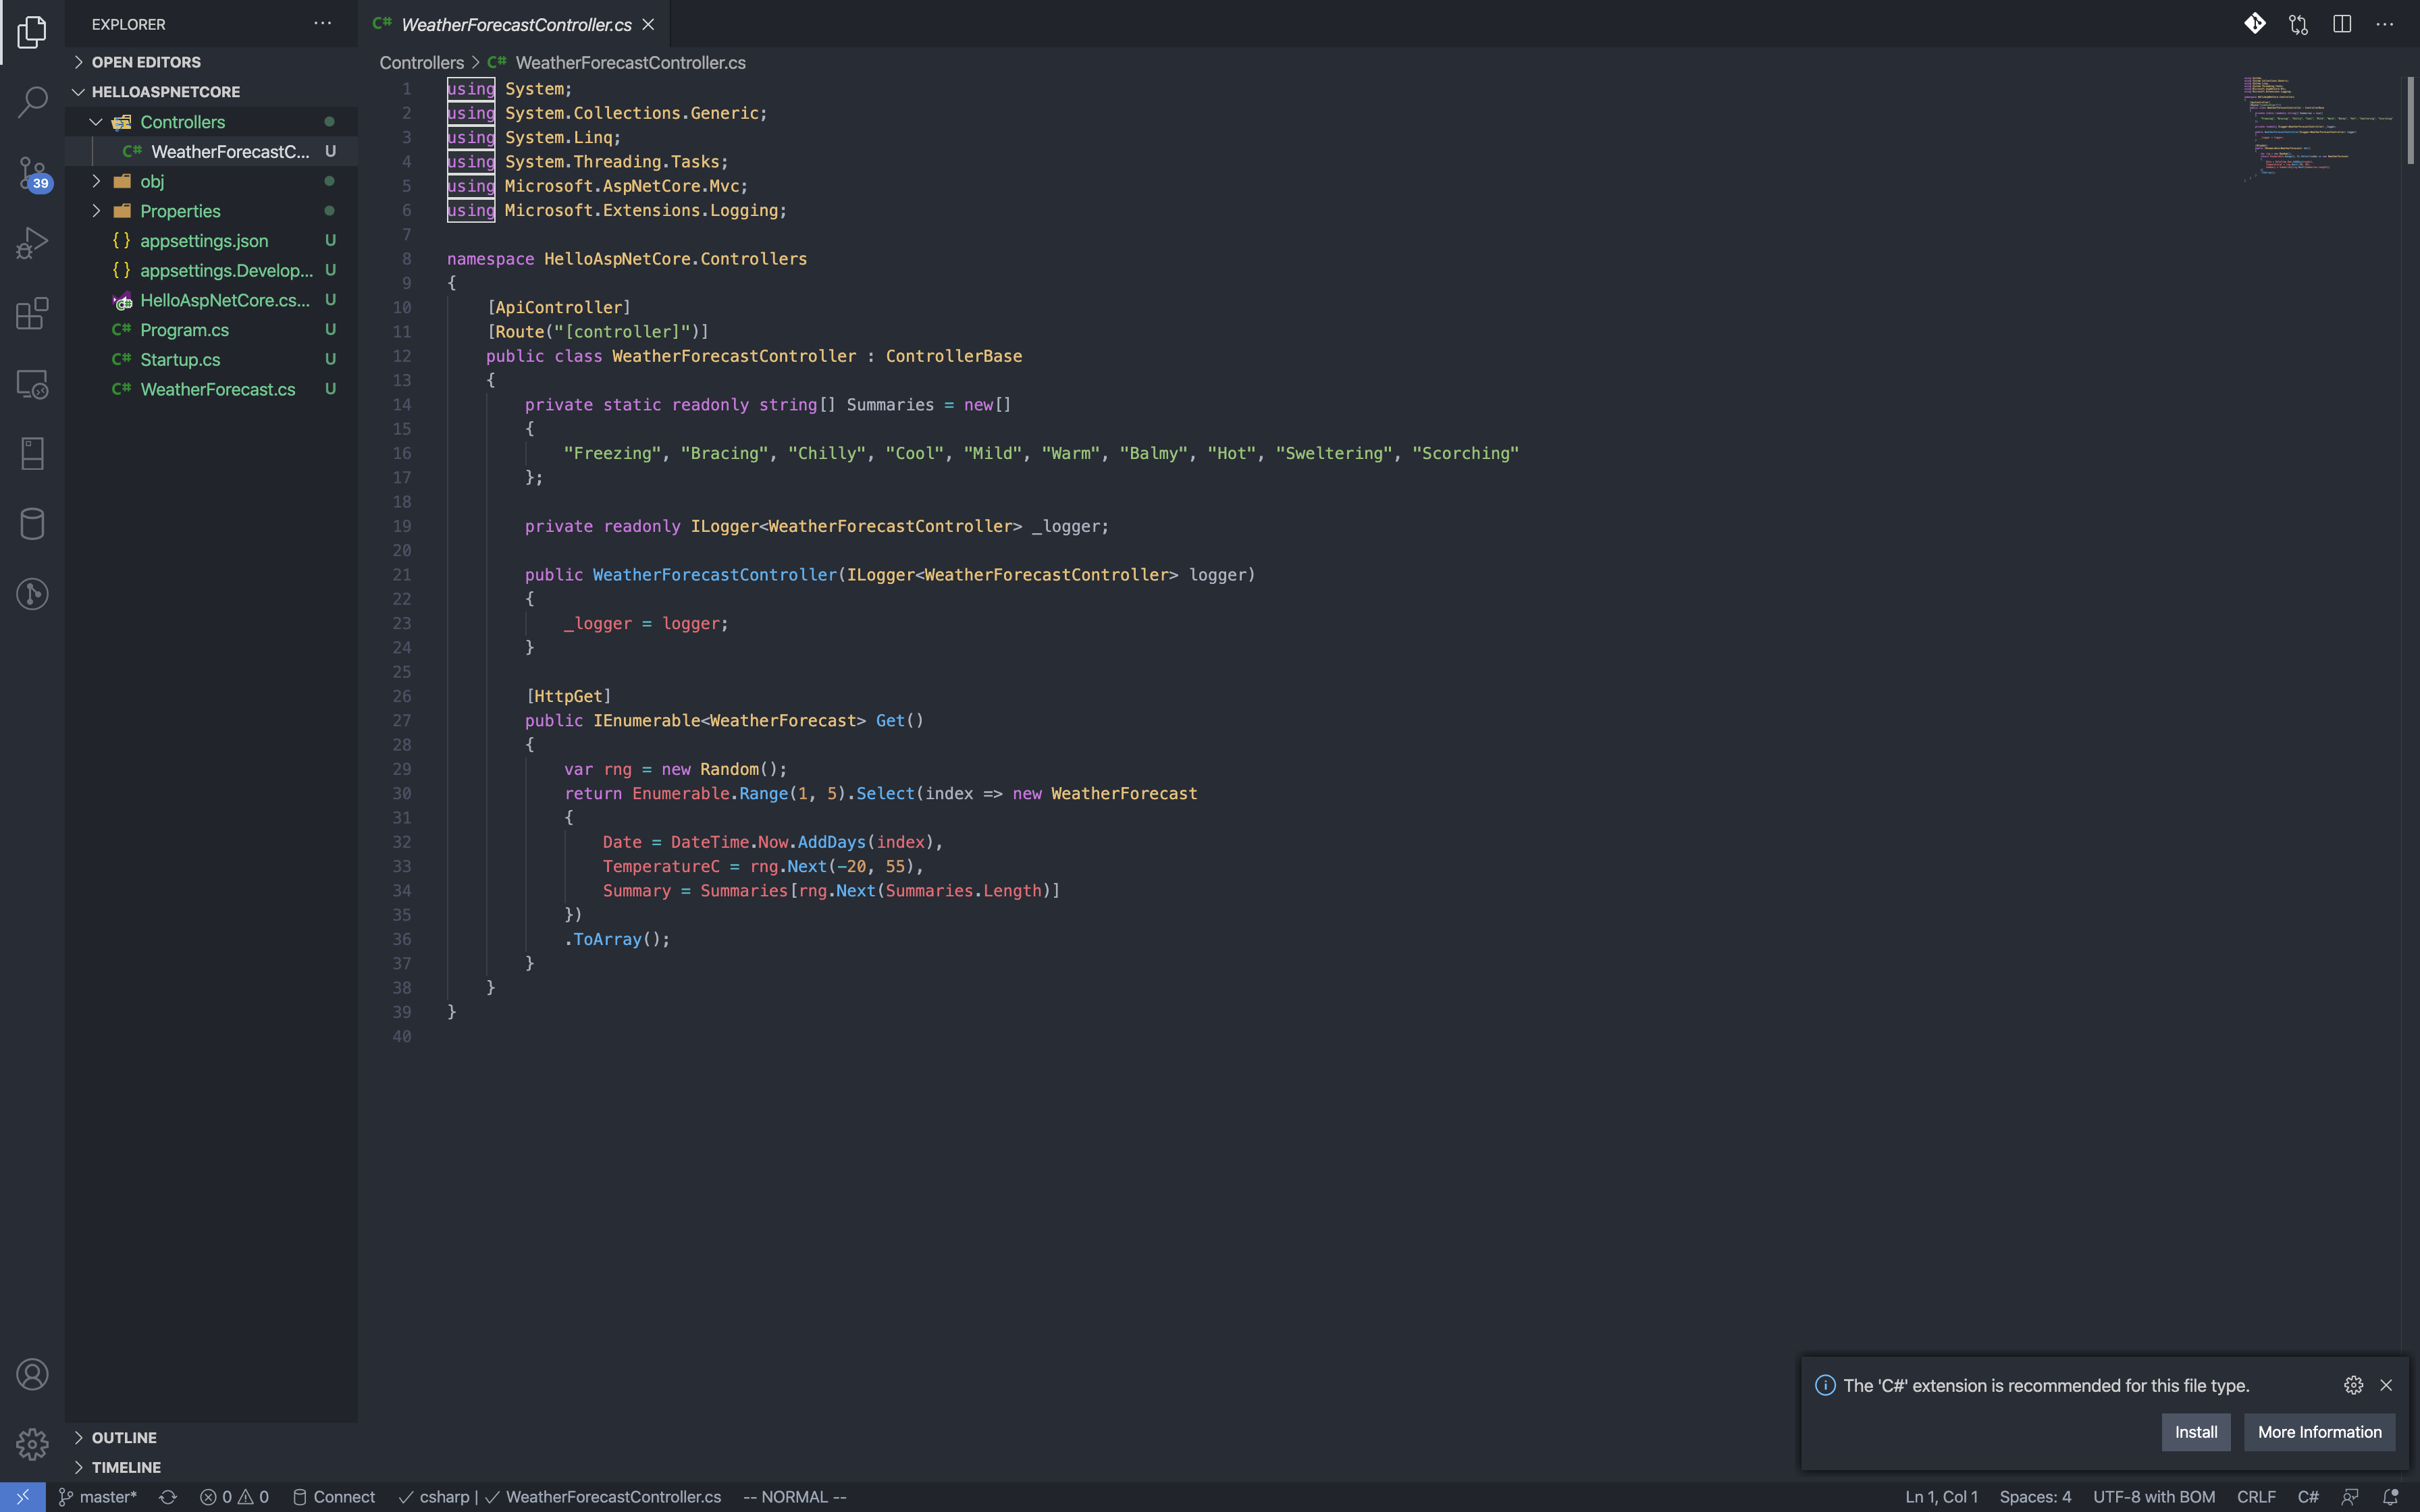 EXPLORER
OPEN EDITORS
HELLOASPNETCORE
Controllers
WeatherForecastC... U
obj
Properties
{} appsettings.json U
{} appsettings.Develop... U
HelloAspNetCore.cs... U
C# Program.cs U
C# Startup.cs U
C# WeatherForecast.cs U
OUTLINE
TIMELINE
39
C# WeatherForecastController.cs
Controllers > C# WeatherForecastController.cs
1 using System;
2 using System.Collections.Generic;
3 using System.Linq;
4 using System.Threading.Tasks;
5 using Microsoft.AspNetCore.Mvc;
6 using Microsoft.Extensions.Logging;
7
8 namespace HelloAspNetCore.Controllers
9 {
10     [ApiController]
11     [Route("[controller]")]
12     public class WeatherForecastController : ControllerBase
13     {
14         private static readonly string[] Summaries = new[]
15         {
16             "Freezing", "Bracing", "Chilly", "Cool", "Mild", "Warm", "Balmy", "Hot", "Sweltering", "Scorching"
17         };
18
19         private readonly ILogger<WeatherForecastController> _logger;
20
21         public WeatherForecastController(ILogger<WeatherForecastController> logger)
22         {
23             _logger = logger;
24         }
25
26         [HttpGet]
27         public IEnumerable<WeatherForecast> Get()
28         {
29             var rng = new Random();
30             return Enumerable.Range(1, 5).Select(index => new WeatherForecast
31             {
32                 Date = DateTime.Now.AddDays(index),
33                 TemperatureC = rng.Next(-20, 55),
34                 Summary = Summaries[rng.Next(Summaries.Length)]
35             })
36             .ToArray();
37         }
38     }
39 }
40
The 'C#' extension is recommended for this file type.
Install More Information
master* 0 0 Connect csharp | WeatherForecastController.cs -- NORMAL -- Ln 1, Col 1 Spaces: 4 UTF-8 with BOM CRLF C#